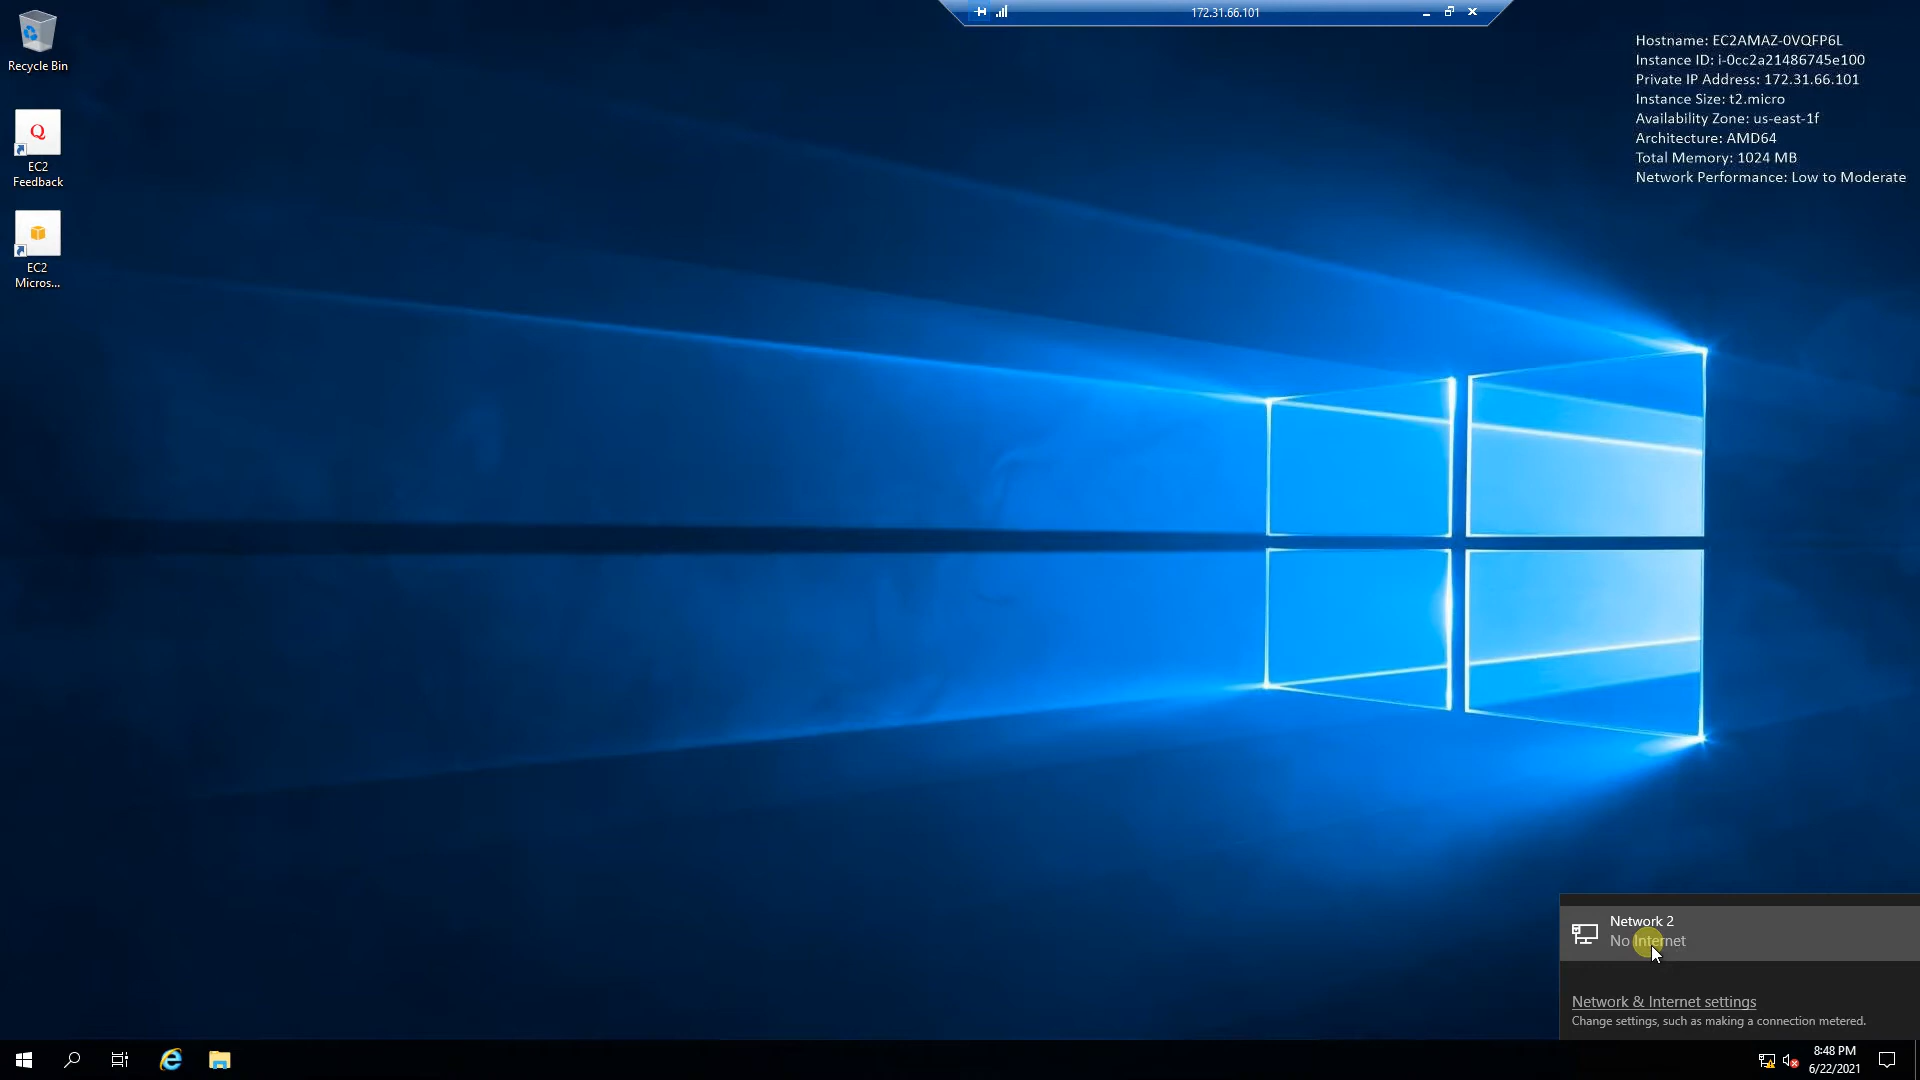 172.31.66.101
Hostname: EC2AMAZ-0VQFP6L
Instance ID: i-0cc2a21486745e100
Private IP Address: 172.31.66.101
Instance Size: t2.micro
Availability Zone: us-east-1f
Architecture: AMD64
Total Memory: 1024 MB
Network Performance: Low to Moderate
Recycle Bin
Q
EC2
Feedback
EC2
Micros...
Network 2
No Internet
Network & Internet settings
Change settings, such as making a connection metered.
8:48 PM
6/22/2021